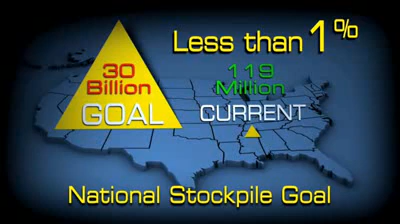 Less than 1%
30
Billion
GOAL
119
Million
CURRENT
National Stockpile Goal